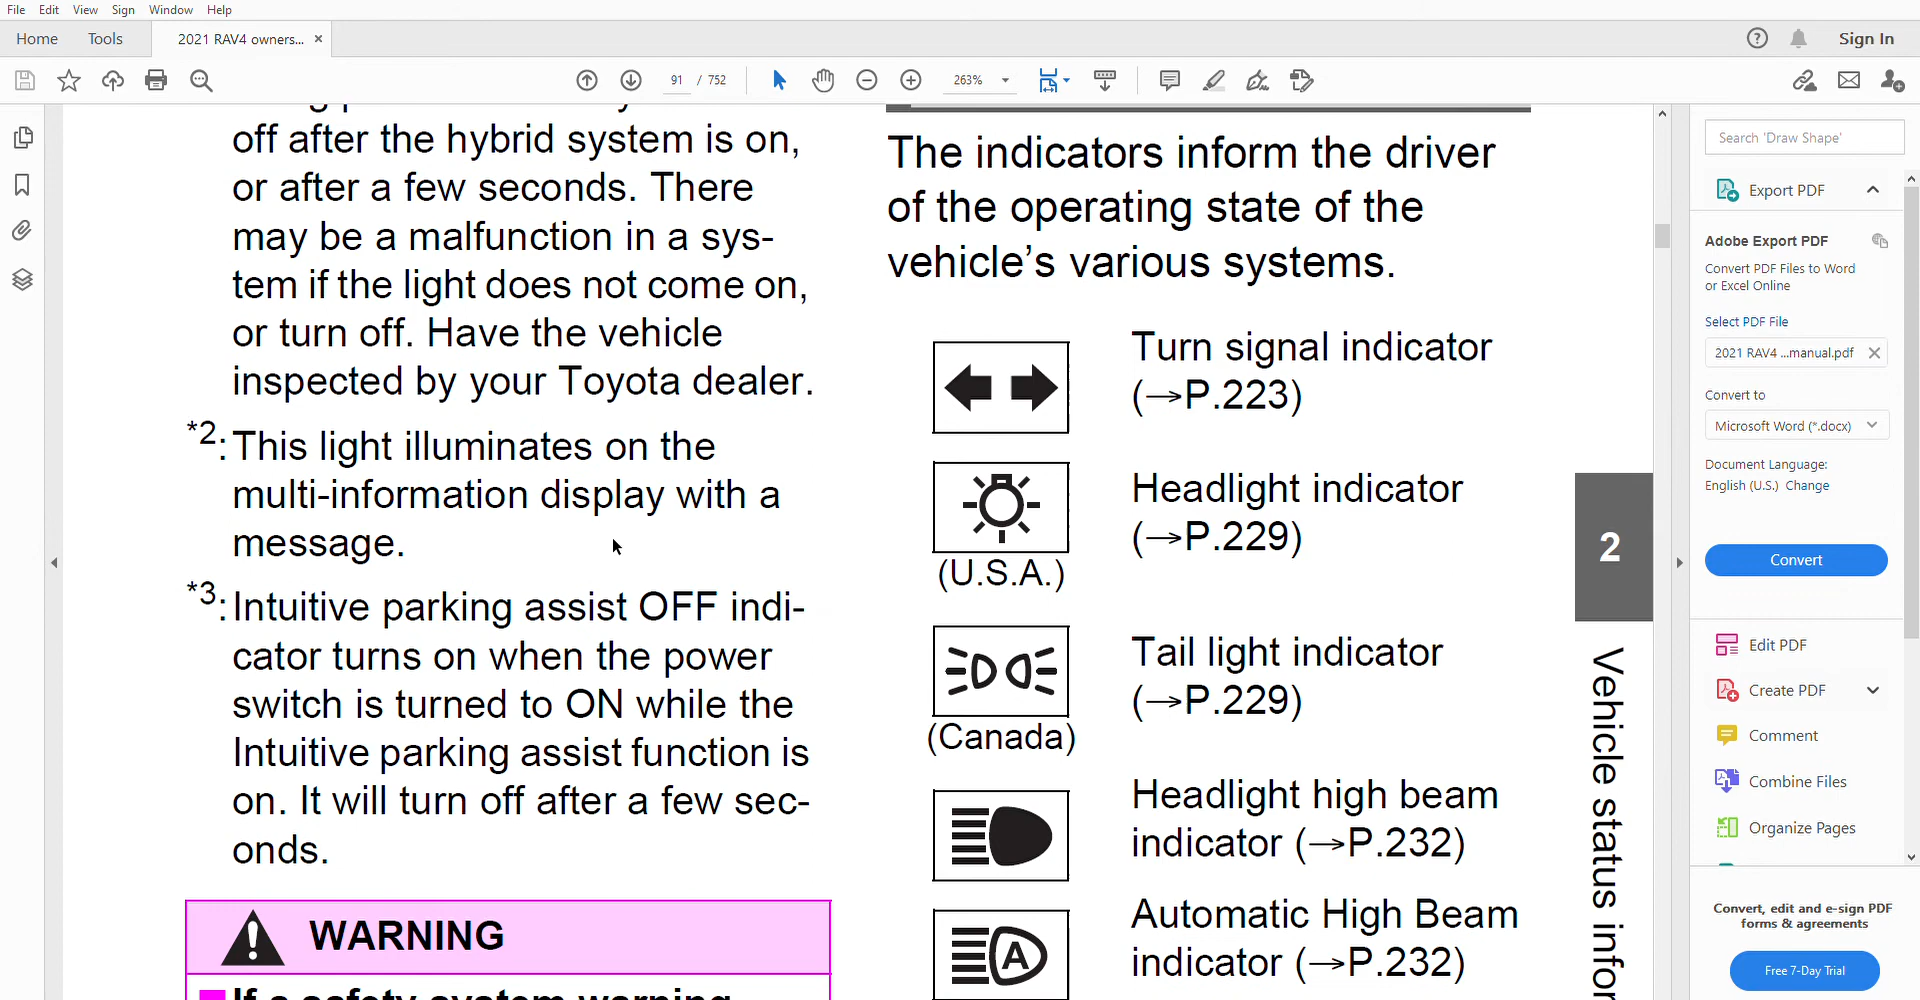 File Edit View Sign Window Help
Home Tools 2021 RAV4 owners... × Sign In
91 / 752 263%
off after the hybrid system is on,
or after a few seconds. There
may be a malfunction in a sys-
tem if the light does not come on,
or turn off. Have the vehicle
inspected by your Toyota dealer.
*2: This light illuminates on the
multi-information display with a
message.
*3: Intuitive parking assist OFF indi-
cator turns on when the power
switch is turned to ON while the
Intuitive parking assist function is
on. It will turn off after a few sec-
onds.
WARNING
If a safety system warning
The indicators inform the driver
of the operating state of the
vehicle's various systems.
Turn signal indicator
(→P.223)
Headlight indicator
(→P.229)
(U.S.A.)
Tail light indicator
(→P.229)
(Canada)
Headlight high beam
indicator (→P.232)
A
Automatic High Beam
indicator (→P.232)
2
Vehicle status infor
Search 'Draw Shape'
Export PDF
Adobe Export PDF
Convert PDF Files to Word
or Excel Online
Select PDF File
2021 RAV4 ...manual.pdf
Convert to
Microsoft Word (*.docx)
Document Language:
English (U.S.) Change
Convert
Edit PDF
Create PDF
Comment
Combine Files
Organize Pages
Convert, edit and e-sign PDF
forms & agreements
Free 7-Day Trial